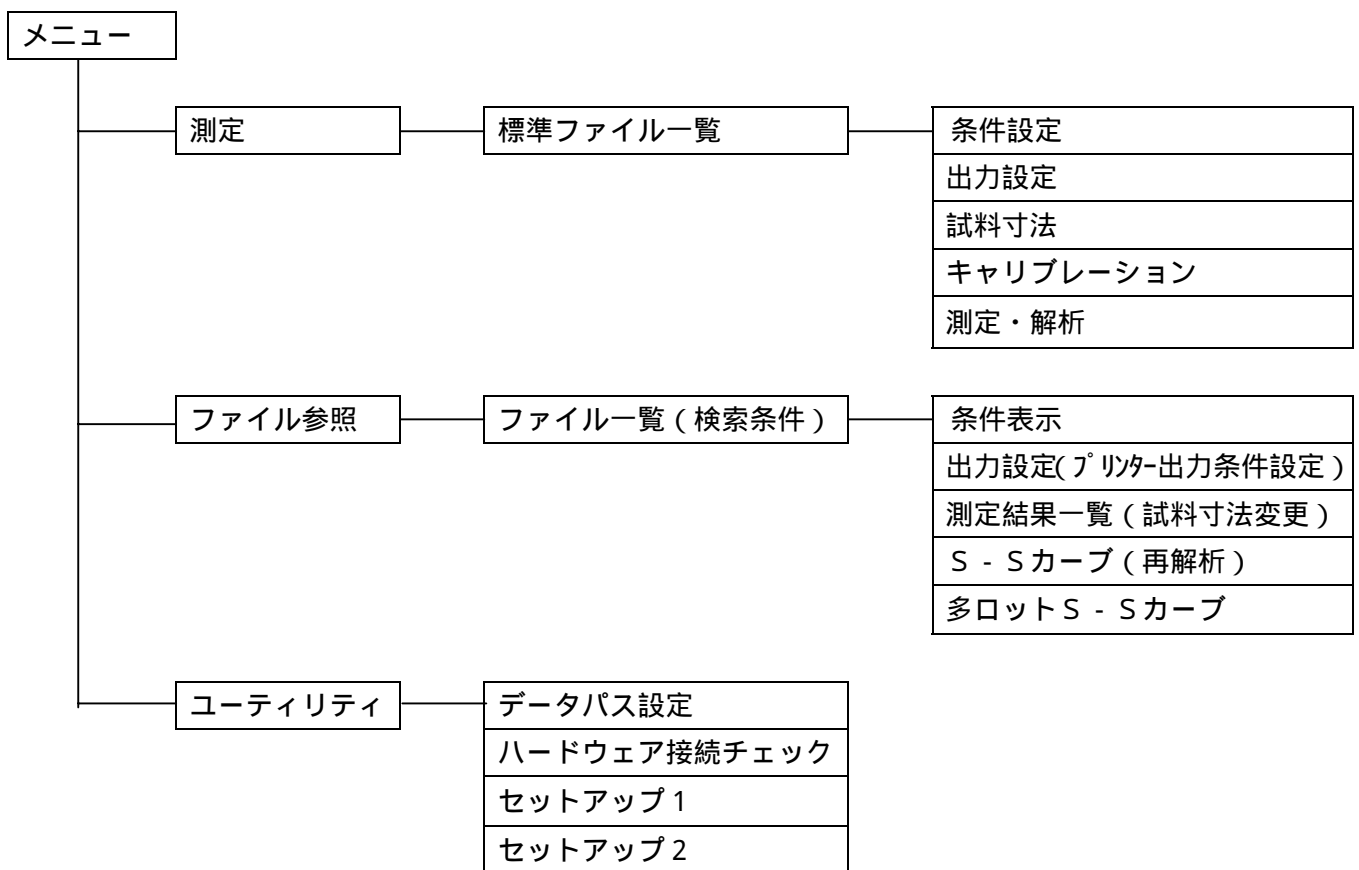 メニュー
測定
標準ファイル一覧
条件設定
出力設定
試料寸法
キャリブレーション
測定・解析
ファイル参照
ファイル一覧(検索条件)
条件表示
出力設定(プリンター出力条件設定)
測定結果一覧(試料寸法変更)
S-Sカーブ(再解析)
多ロットS-Sカーブ
ユーティリティ
データパス設定
ハードウェア接続チェック
セットアップ1
セットアップ2